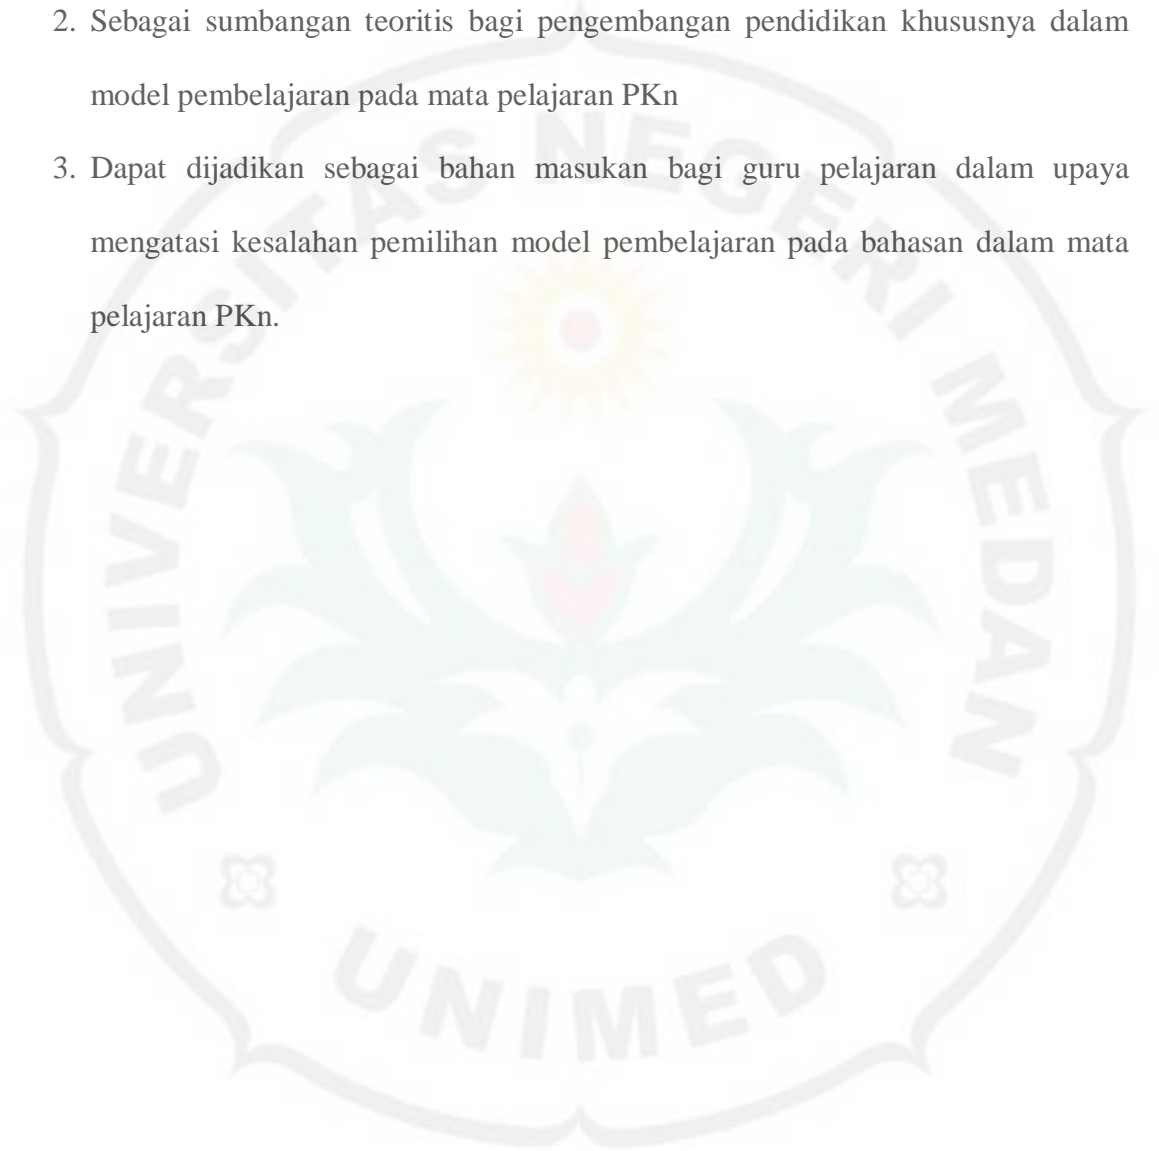 2. Sebagai sumbangan teoritis bagi pengembangan pendidikan khususnya dalam
model pembelajaran pada mata pelajaran PKn
3. Dapat dijadikan sebagai bahan masukan bagi guru pelajaran dalam upaya
mengatasi kesalahan pemilihan model pembelajaran pada bahasan dalam mata
pelajaran PKn.
UNIVERSITAS NEGERI MEDAN
UNIMED